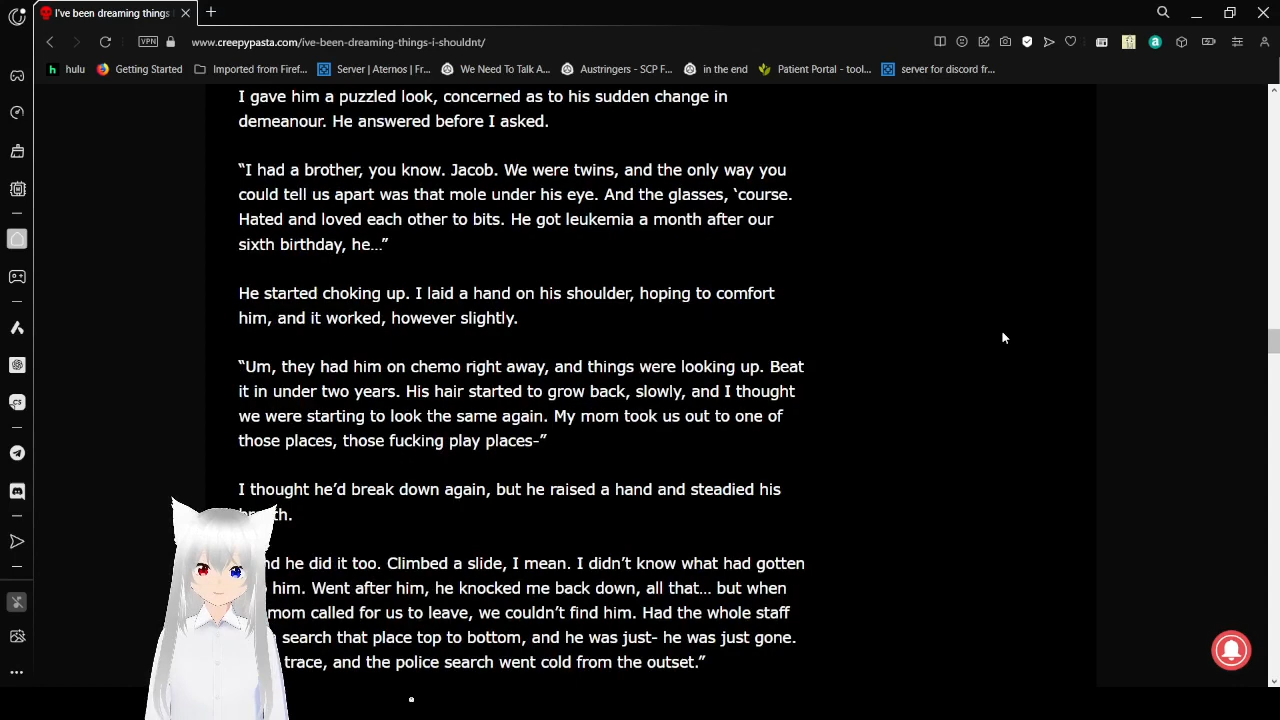 I've been dreaming things
www.creepypasta.com/ive-been-dreaming-things-i-shouldnt/
VPN
hulu
Getting Started
Imported from Firef...
Server | Aternos | Fr...
We Need To Talk A...
Austringers - SCP F...
in the end
Patient Portal - tool...
server for discord fr...
I gave him a puzzled look, concerned as to his sudden change in
demeanour. He answered before I asked.
“I had a brother, you know. Jacob. We were twins, and the only way you
could tell us apart was that mole under his eye. And the glasses, ‘course.
Hated and loved each other to bits. He got leukemia a month after our
sixth birthday, he…”
He started choking up. I laid a hand on his shoulder, hoping to comfort
him, and it worked, however slightly.
“Um, they had him on chemo right away, and things were looking up. Beat
it in under two years. His hair started to grow back, slowly, and I thought
we were starting to look the same again. My mom took us out to one of
those places, those fucking play places-”
I thought he’d break down again, but he raised a hand and steadied his
he did it too. Climbed a slide, I mean. I didn’t know what had gotten
him. Went after him, he knocked me back down, all that… but when
mom called for us to leave, we couldn’t find him. Had the whole staff
search that place top to bottom, and he was just- he was just gone.
trace, and the police search went cold from the outset.”